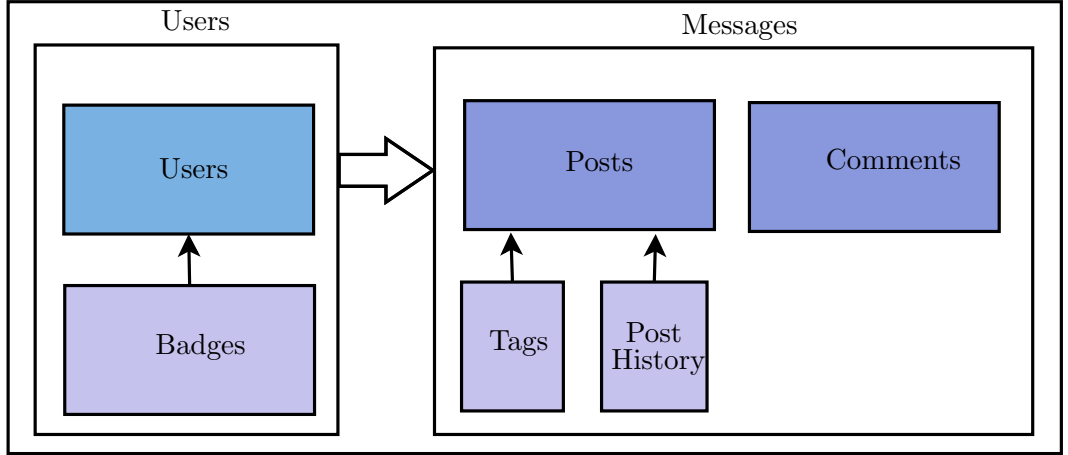 Users
Messages
Users
Posts
Comments
Badges
Tags
Post
History